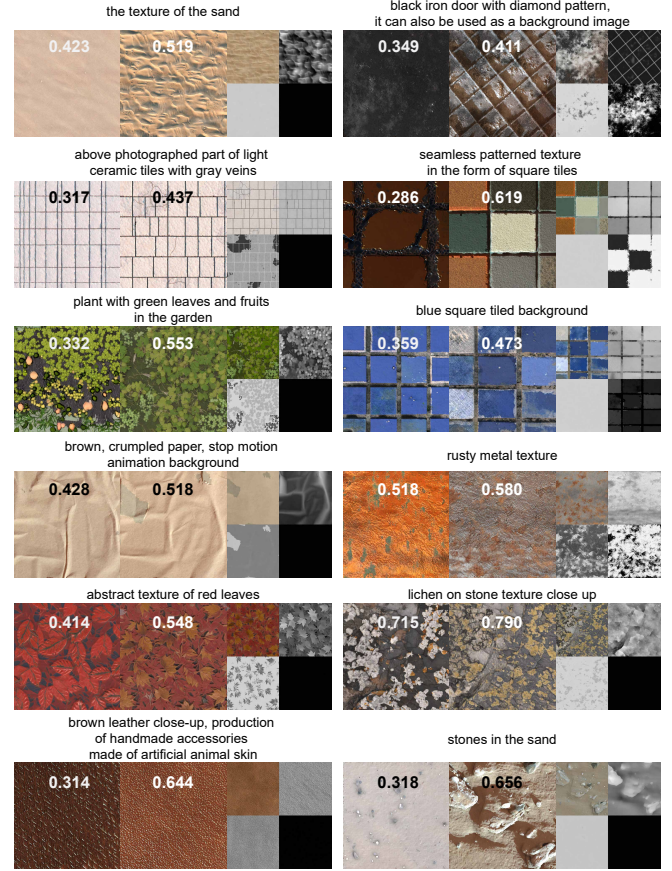 the texture of the sand
0.423 0.519
black iron door with diamond pattern,
it can also be used as a background image
0.349 0.411
above photographed part of light
ceramic tiles with gray veins
0.317 0.437
seamless patterned texture
in the form of square tiles
0.286 0.619
plant with green leaves and fruits
in the garden
0.332 0.553
blue square tiled background
0.359 0.473
brown, crumpled paper, stop motion
animation background
0.428 0.518
rusty metal texture
0.518 0.580
abstract texture of red leaves
0.414 0.548
lichen on stone texture close up
0.715 0.790
brown leather close-up, production
of handmade accessories
made of artificial animal skin
0.314 0.644
stones in the sand
0.318 0.656